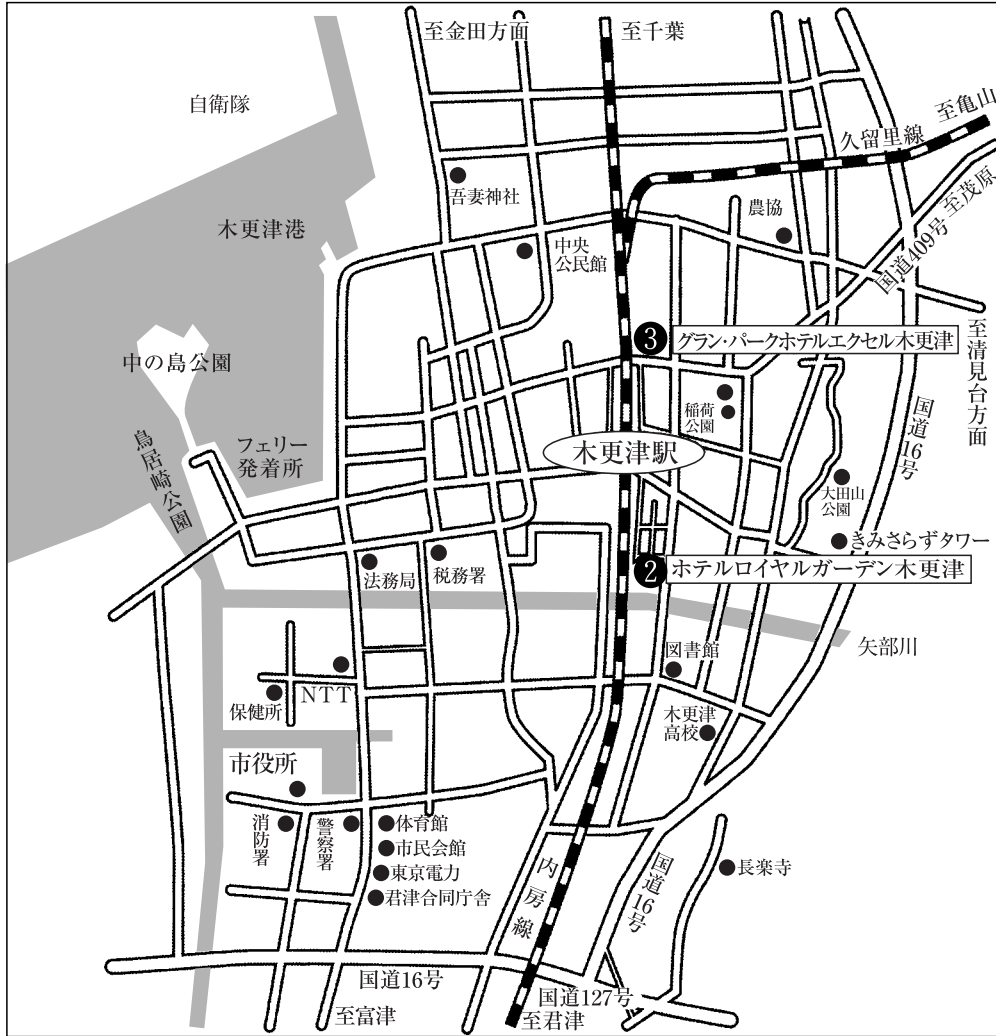 至金田方面
至千葉
自衛隊
至亀山
久留里線
吾妻神社
農協
至茂原
木更津港
中央
公民館
国道409号
❸
グラン・パークホテルエクセル木更津
至清見台方面
中の島公園
稲荷
公園
国道16号
鳥居崎公園
フェリー
発着所
木更津駅
大田山
公園
きみさらずタワー
❷
ホテルロイヤルガーデン木更津
法務局
税務署
矢部川
図書館
保健所
NTT
木更津
高校
市役所
消防署
警察署
体育館
市民会館
東京電力
君津合同庁舎
内房線
国道16号
長楽寺
国道16号
国道127号
至富津
至君津